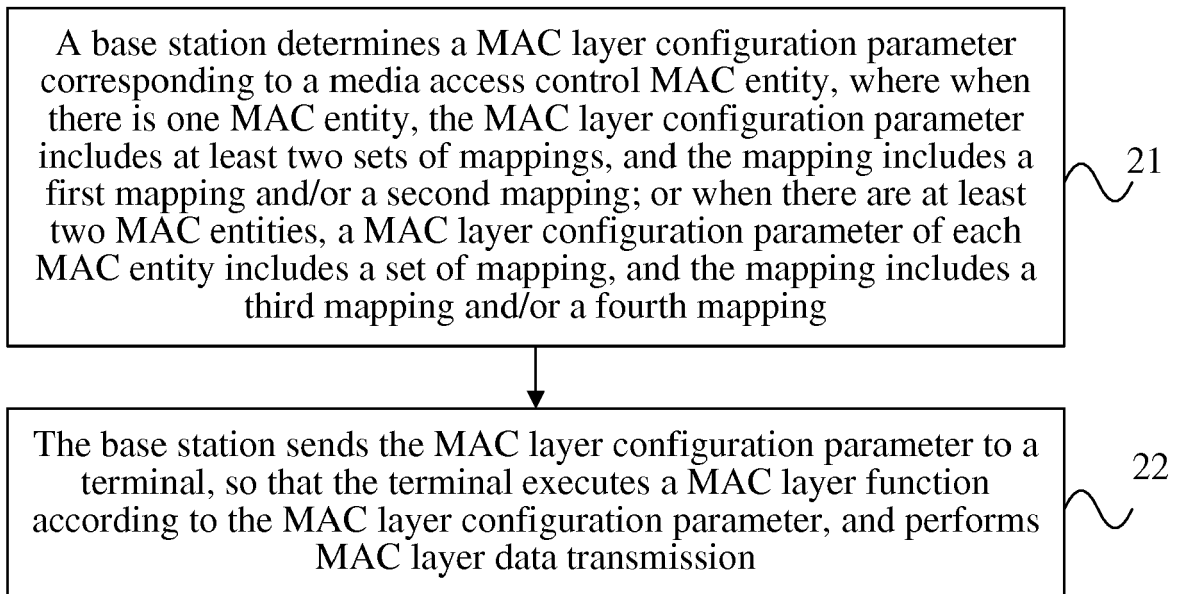 A base station determines a MAC layer configuration parameter
corresponding to a media access control MAC entity, where when
there is one MAC entity, the MAC layer configuration parameter
includes at least two sets of mappings, and the mapping includes a
first mapping and/or a second mapping; or when there are at least
two MAC entities, a MAC layer configuration parameter of each
MAC entity includes a set of mapping, and the mapping includes a
third mapping and/or a fourth mapping
21
The base station sends the MAC layer configuration parameter to a
terminal, so that the terminal executes a MAC layer function
according to the MAC layer configuration parameter, and performs
MAC layer data transmission
22